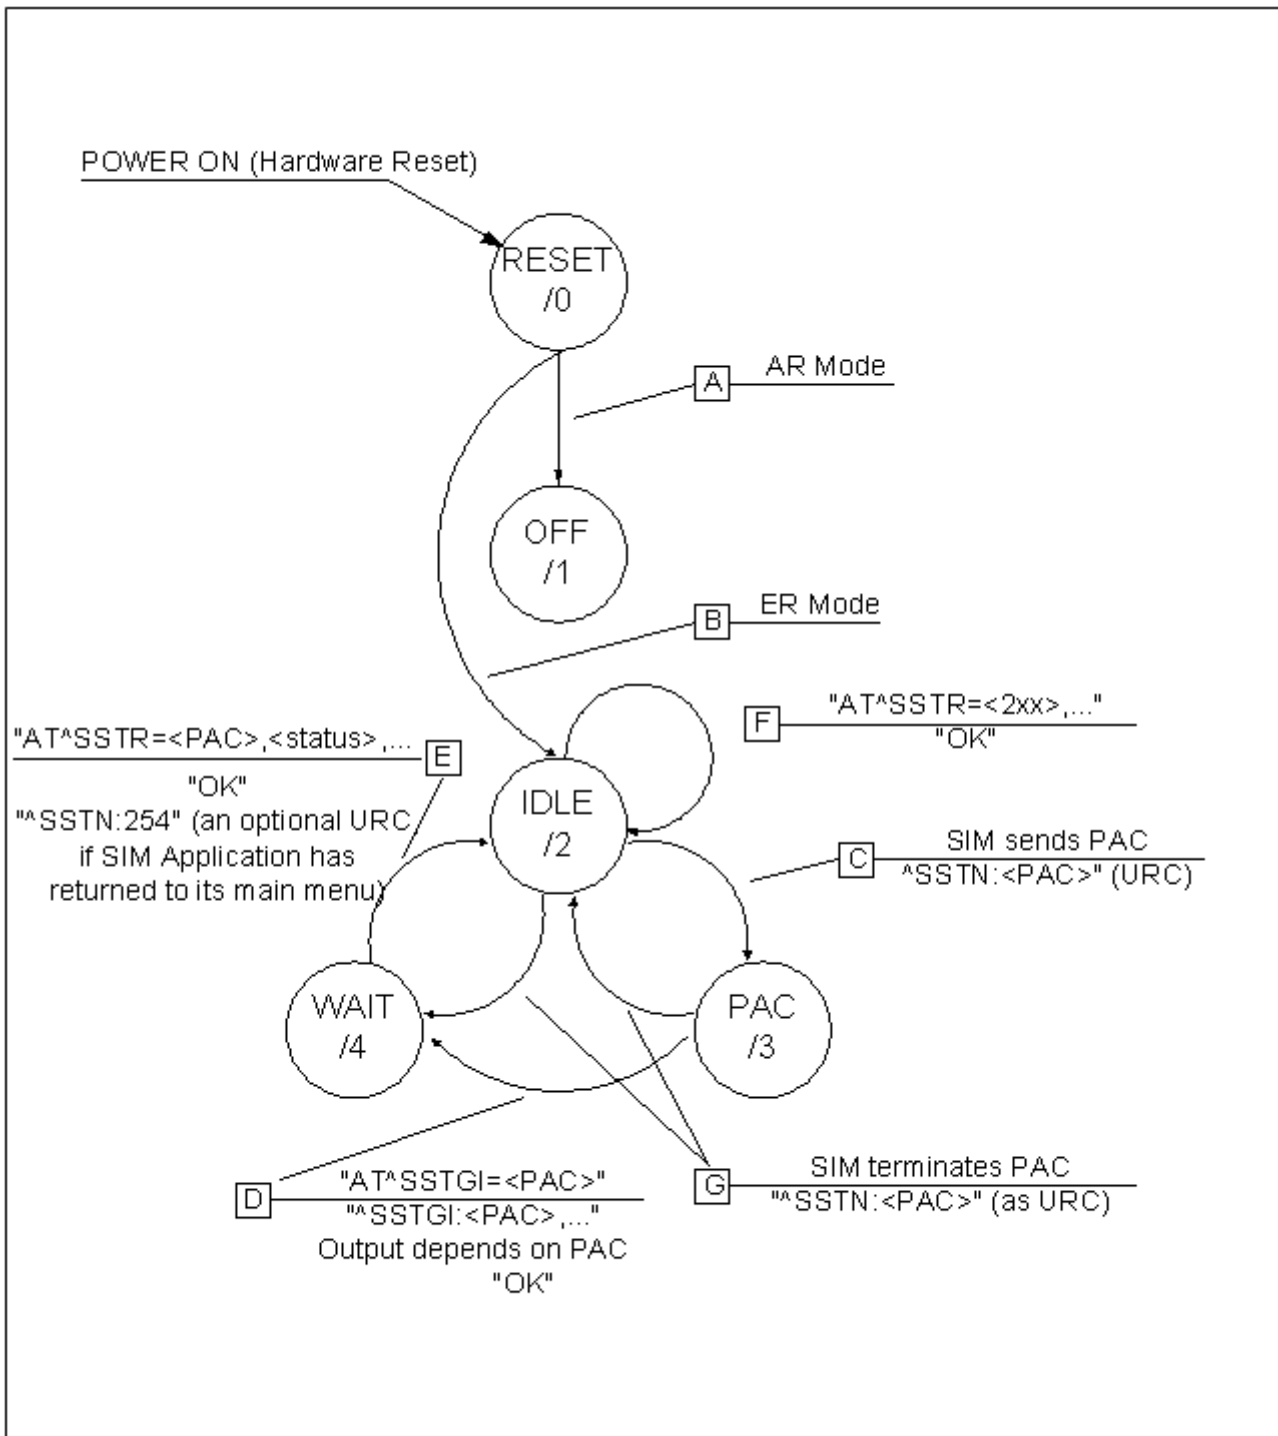 POWER ON (Hardware Reset)
RESET
/0
A
AR Mode
OFF
/1
B
ER Mode
"AT^SSTR=<PAC>,<status>,...
E
"OK"
"^SSTN:254" (an optional URC
if SIM Application has
returned to its main menu)
F
"AT^SSTR=<2xx>,..."
"OK"
IDLE
/2
C
SIM sends PAC
^SSTN:<PAC>" (URC)
WAIT
/4
PAC
/3
D
"AT^SSTGI=<PAC>"
"^SSTGI:<PAC>,..."
Output depends on PAC
"OK"
G
SIM terminates PAC
"^SSTN:<PAC>" (as URC)